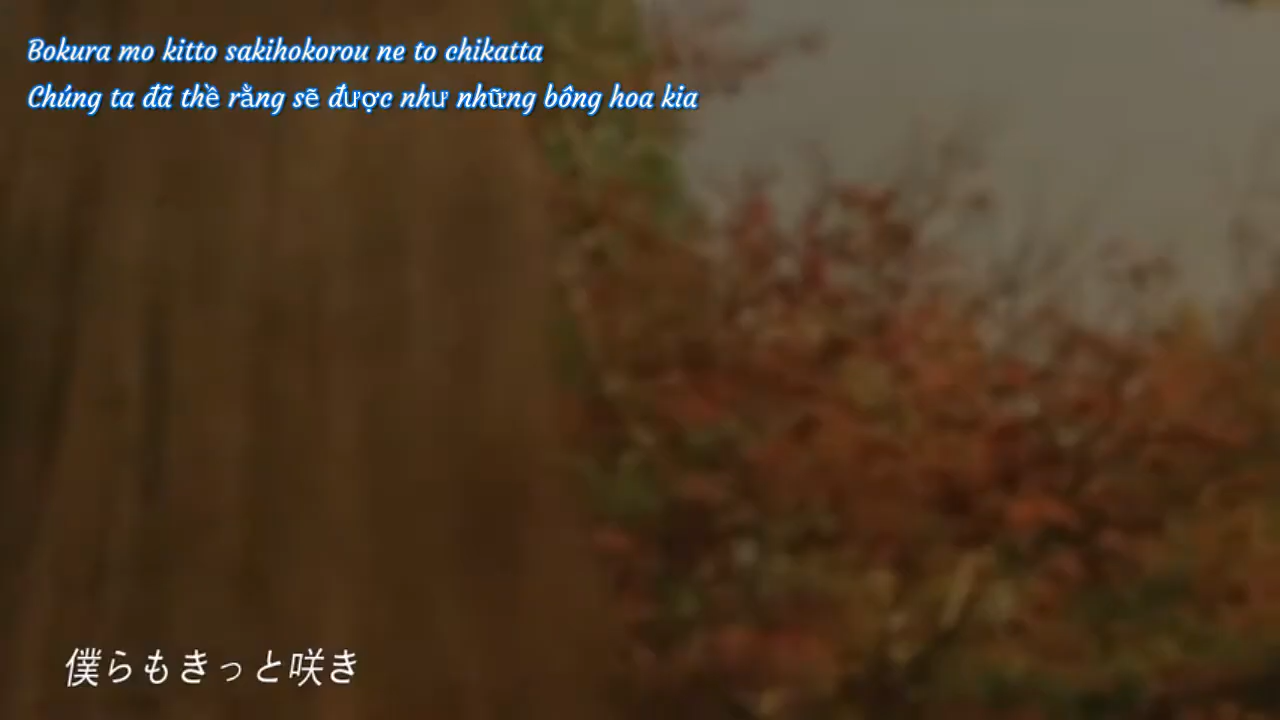 Bokura mo kitto sakihokorou ne to chikatta
Chúng ta đã thề rằng sẽ được như những bông hoa kia
僕らもきっと咲き